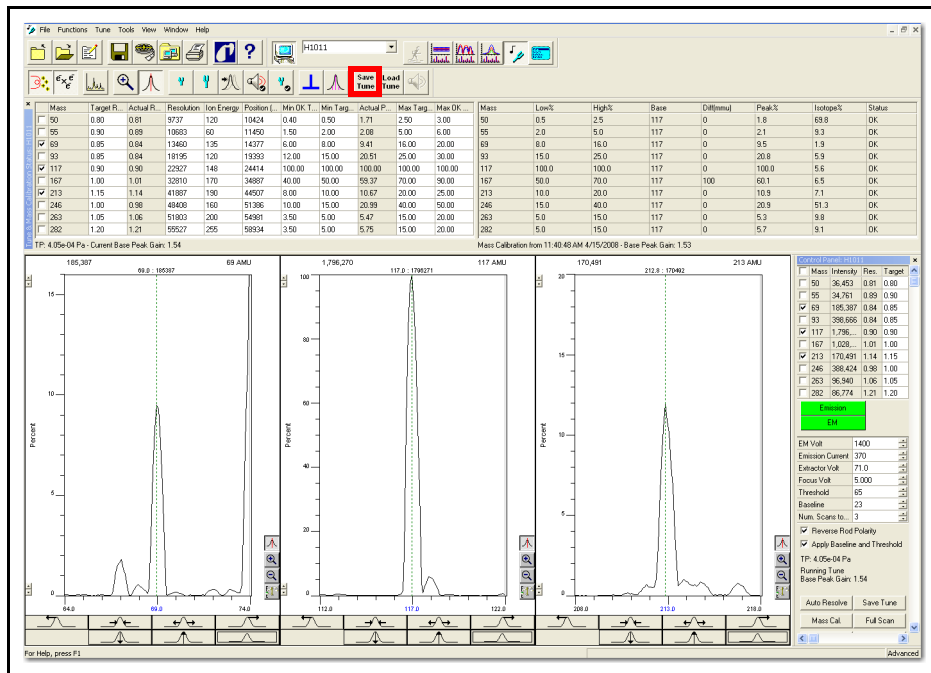 File Functions Tune Tools View Window Help
H1011
Save Tune Load Tune
Mass Target R... Actual R... Resolution Ion Energy Position (... Min OK T... Min Targ... Actual P... Max Targ... Max OK ...
50 0.80 0.81 9737 120 10424 0.40 0.50 1.71 2.50 3.00
55 0.90 0.89 10683 60 11450 1.50 2.00 2.08 5.00 6.00
69 0.85 0.84 13460 135 14377 6.00 8.00 9.41 16.00 20.00
93 0.85 0.84 18195 120 19393 12.00 15.00 20.51 25.00 30.00
117 0.90 0.90 22927 148 24414 100.00 100.00 100.00 100.00 100.00
167 1.00 1.01 32810 170 34887 40.00 50.00 59.37 70.00 90.00
213 1.15 1.14 41887 190 44507 8.00 10.00 10.67 20.00 25.00
246 1.00 0.98 48408 160 51386 10.00 15.00 20.99 40.00 50.00
263 1.05 1.06 51803 200 54981 3.50 5.00 5.47 15.00 20.00
282 1.20 1.21 55527 255 58934 3.50 5.00 5.75 15.00 20.00
TP: 4.05e-04 Pa - Current Base Peak Gain: 1.54
Mass Low% High% Base Diff(mmu) Peak% Isotope% Status
50 0.5 2.5 117 0 1.8 69.8 OK
55 2.0 5.0 117 0 2.1 9.3 OK
69 8.0 16.0 117 0 9.5 1.9 OK
93 15.0 25.0 117 0 20.8 5.9 OK
117 100.0 100.0 117 0 100.0 5.6 OK
167 50.0 70.0 117 100 60.1 6.5 OK
213 10.0 20.0 117 0 10.9 7.1 OK
246 15.0 40.0 117 0 20.9 51.3 OK
263 5.0 15.0 117 0 5.3 9.8 OK
282 5.0 15.0 117 0 5.7 9.1 OK
Mass Calibration from 11:40:48 AM 4/15/2008 - Base Peak Gain: 1.53
185,387 69 AMU
69.0 : 185387
15
10
5
0
Percent
64.0 69.0 74.0
1,796,270 117 AMU
117.0 : 1796271
100
80
60
40
20
0
Percent
112.0 117.0 122.0
170,491 213 AMU
212.8 : 170492
20
15
10
5
0
Percent
208.0 213.0 218.0
Control Panel: H1011
Mass Intensity Res. Target
50 36,453 0.81 0.80
55 34,761 0.89 0.90
69 185,387 0.84 0.85
93 398,666 0.84 0.85
117 1,796,... 0.90 0.90
167 1,028,... 1.01 1.00
213 170,491 1.14 1.15
246 388,424 0.98 1.00
263 96,940 1.06 1.05
282 86,774 1.21 1.20
Emission
EM
EM Volt 1400
Emission Current 370
Extractor Volt 71.0
Focus Volt 5.000
Threshold 65
Baseline 23
Num. Scans to... 3
Reverse Rod Polarity
Apply Baseline and Threshold
TP: 4.05e-04 Pa
Running Tune
Base Peak Gain: 1.54
Auto Resolve Save Tune
Mass Cal. Full Scan
For Help, press F1
Advanced